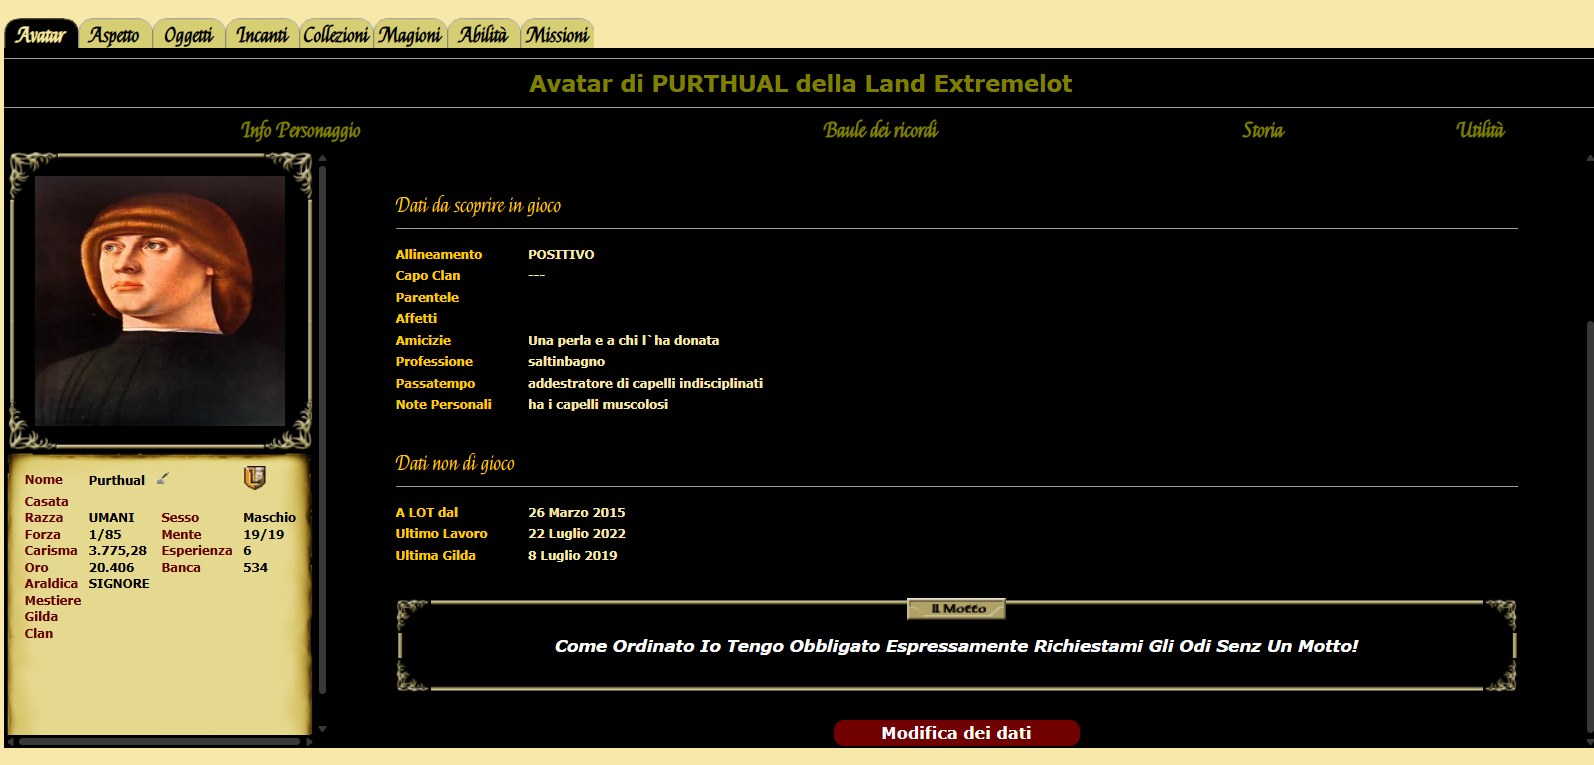 Avatar Aspetto Oggetti Incanti Collezioni Magioni Abilità Missioni
Avatar di PURTHUAL della Land Extremelot
Info Personaggio Baule dei ricordi Storia Utilità
Nome Purthual
Casata
Razza UMANI Sesso Maschio
Forza 1/85 Mente 19/19
Carisma 3.775,28 Esperienza 6
Oro 20.406 Banca 534
Araldica SIGNORE
Mestiere
Gilda
Clan
Dati da scoprire in gioco
Allineamento POSITIVO
Capo Clan ---
Parentele
Affetti
Amicizie Una perla e a chi l`ha donata
Professione saltinbagno
Passatempo addestratore di capelli indisciplinati
Note Personali ha i capelli muscolosi
Dati non di gioco
A LOT dal 26 Marzo 2015
Ultimo Lavoro 22 Luglio 2022
Ultima Gilda 8 Luglio 2019
Il Motto
Come Ordinato Io Tengo Obbligato Espressamente Richiestami Gli Odi Senz Un Motto!
Modifica dei dati